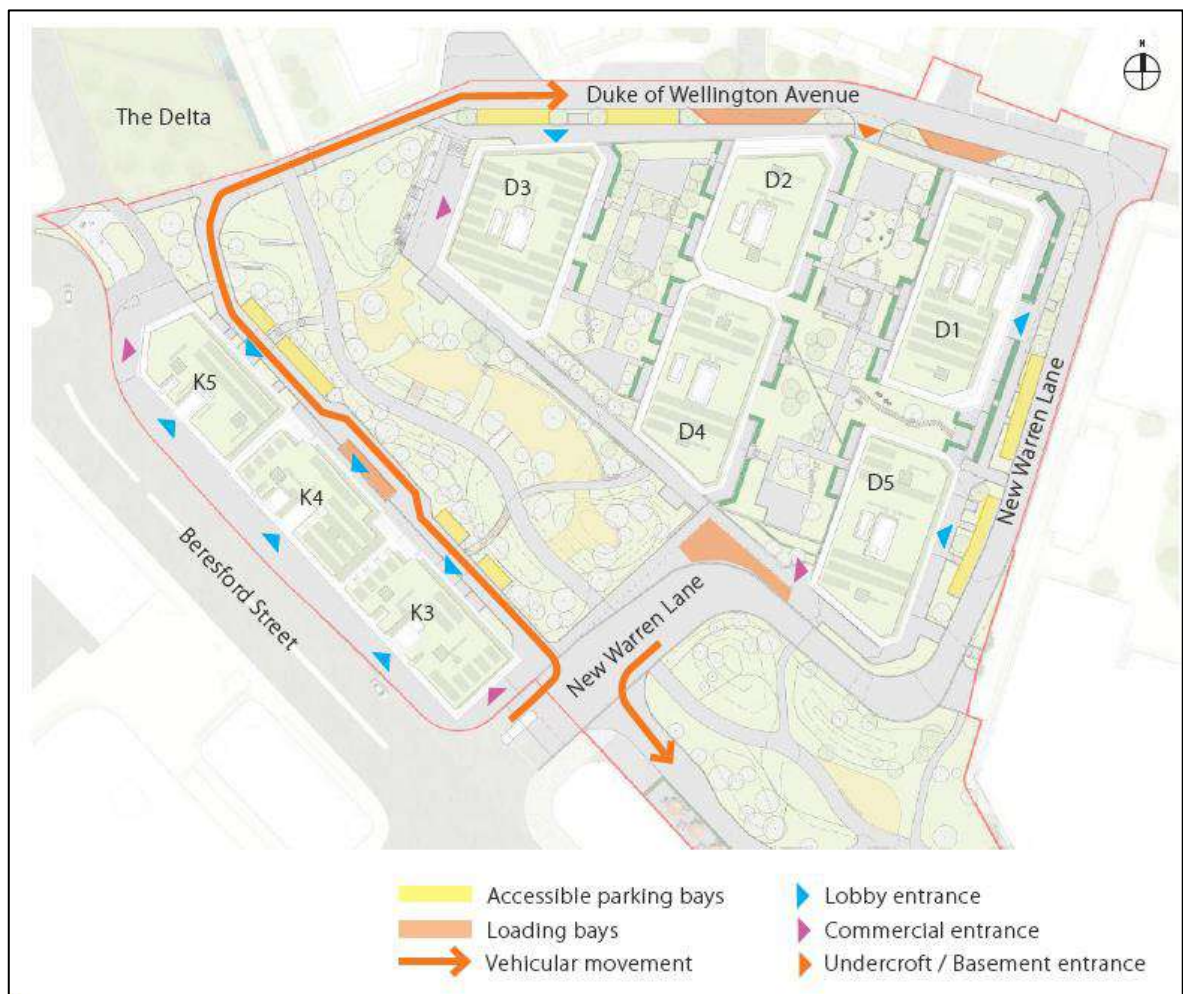 N
Duke of Wellington Avenue
The Delta
D3
D2
D1
K5
D4
D5
New Warren Lane
K4
Beresford Street
K3
New Warren Lane
Accessible parking bays
Lobby entrance
Loading bays
Commercial entrance
Vehicular movement
Undercroft / Basement entrance